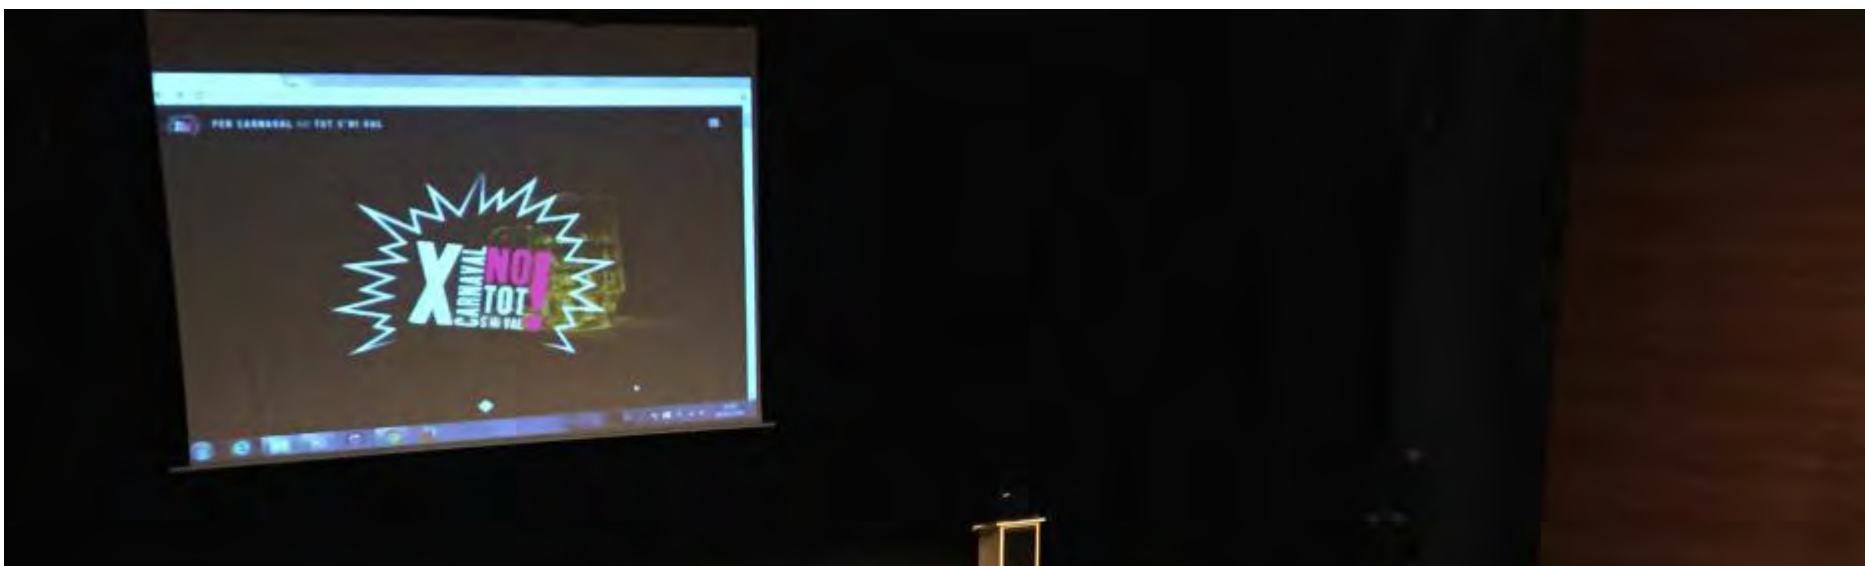 PER CARNAVAL NO TOT S'HI VAL
X
CARNAVAL
NO!
TOT
S'HI VAL